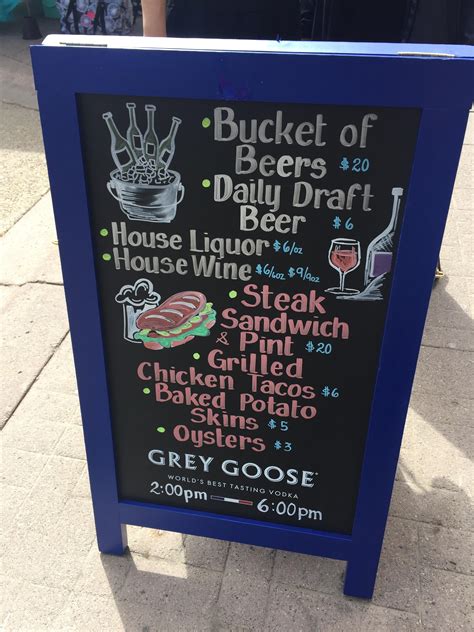 • Bucket of
Beers $20
• Daily Draft
Beer $6
• House Liquor $6/oz
• House Wine $6/6oz $9/9oz
• Steak
Sandwich
& Pint $20
• Grilled
Chicken Tacos $6
• Baked Potato
Skins $5
• Oysters $3
GREY GOOSE
WORLD'S BEST TASTING VODKA
2:00pm 6:00pm